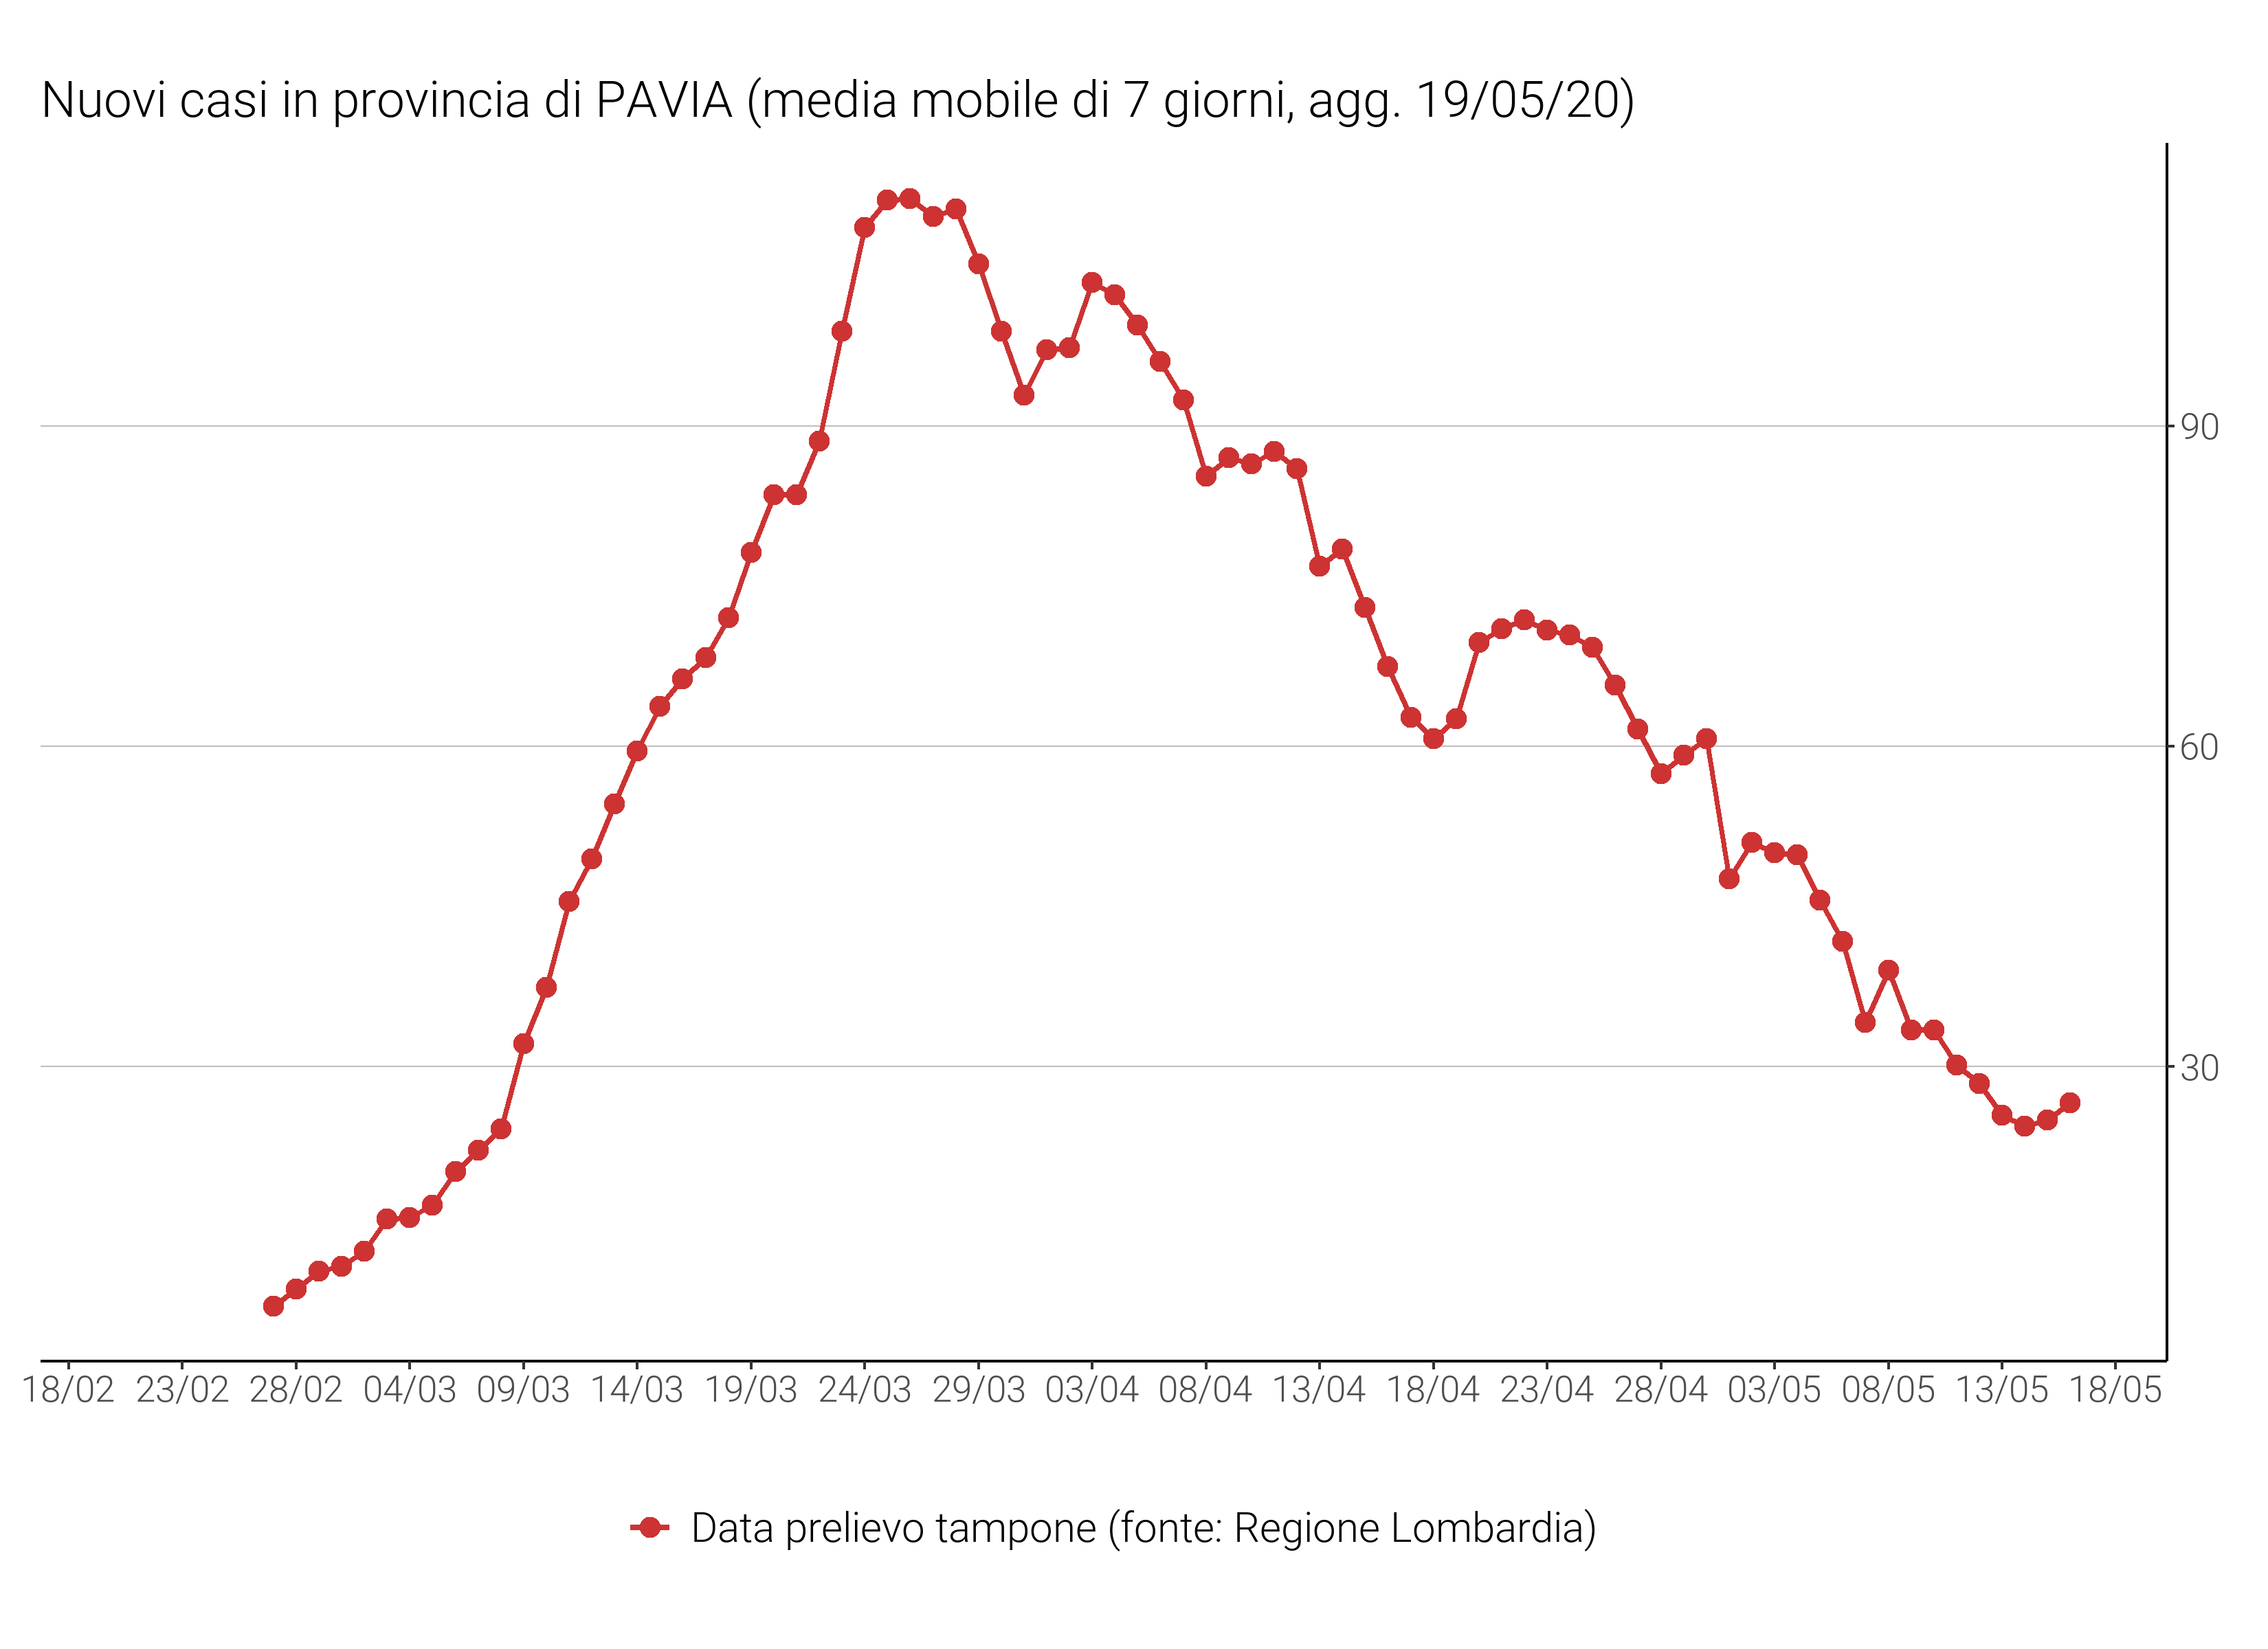 Nuovi casi in provincia di PAVIA (media mobile di 7 giorni, agg. 19/05/20)
90
60
30
18/02 23/02 28/02 04/03 09/03 14/03 19/03 24/03 29/03 03/04 08/04 13/04 18/04 23/04 28/04 03/05 08/05 13/05 18/05
Data prelievo tampone (fonte: Regione Lombardia)